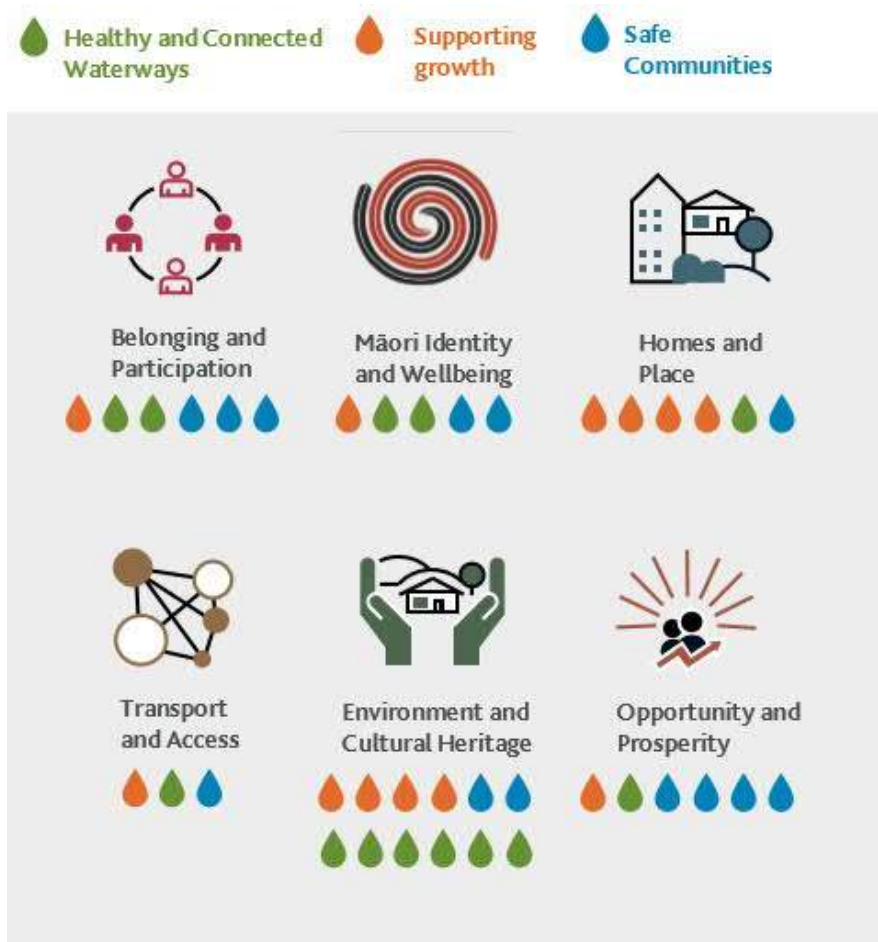 Healthy and Connected
Waterways
Supporting
growth
Safe
Communities
Belonging and
Participation
Māori Identity
and Wellbeing
Homes and
Place
Transport
and Access
Environment and
Cultural Heritage
Opportunity and
Prosperity